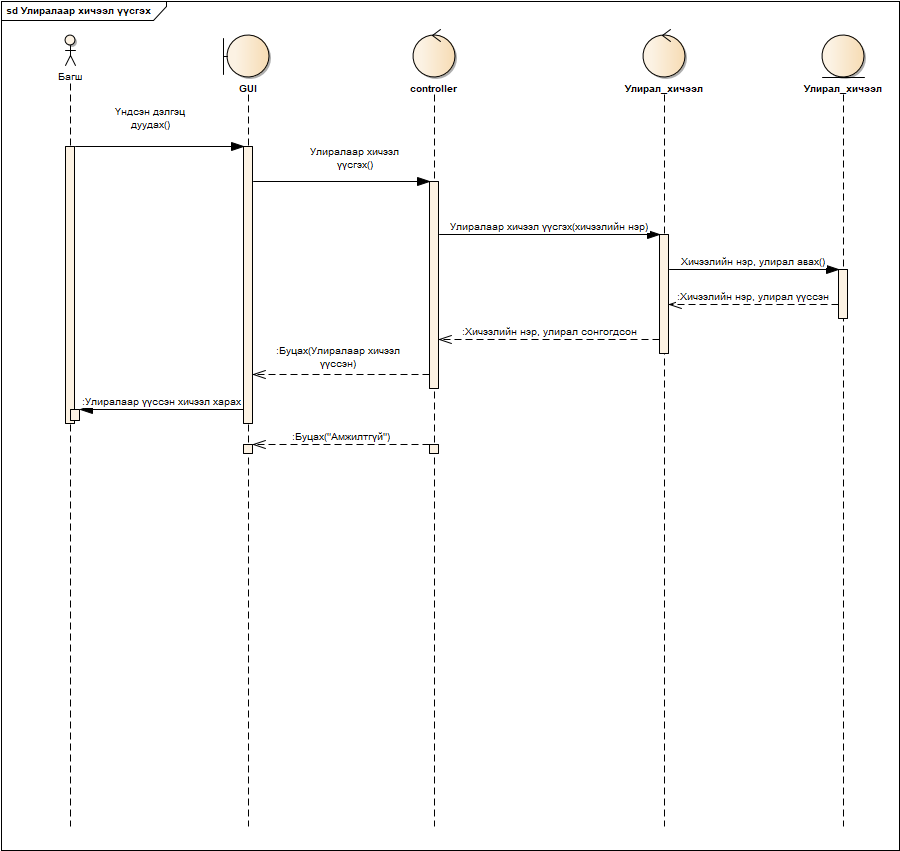 sd Улиралаар хичээл үүсгэх
Багш
GUI
controller
Улирал_хичээл
Улирал_хичээл
Үндсэн дэлгэц
дуудах()
Улиралаар хичээл
үүсгэх()
Улиралаар хичээл үүсгэх(хичээлийн нэр)
Хичээлийн нэр, улирал авах()
:Хичээлийн нэр, улирал үүссэн
:Хичээлийн нэр, улирал сонгогдсон
:Буцах(Улиралаар хичээл
үүссэн)
:Улиралаар үүссэн хичээл харах
:Буцах("Амжилтгүй")